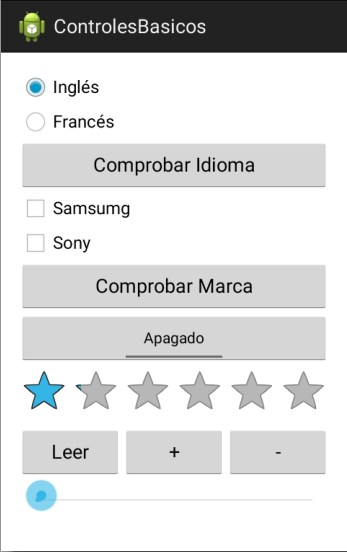 ControlesBasicos
Inglés
Francés
Comprobar Idioma
Samsumg
Sony
Comprobar Marca
Apagado
Leer + -